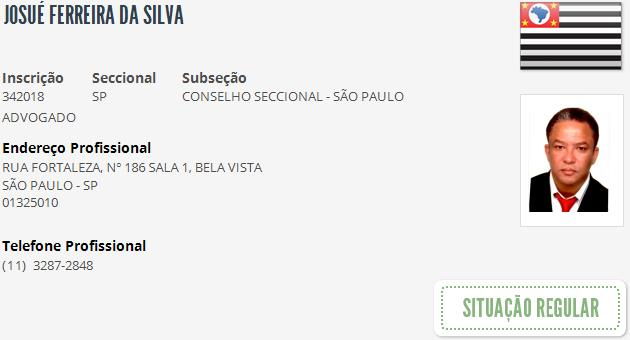 JOSUÉ FERREIRA DA SILVA
Inscrição Seccional Subseção
342018 SP CONSELHO SECCIONAL - SÃO PAULO
ADVOGADO
Endereço Profissional
RUA FORTALEZA, Nº 186 SALA 1, BELA VISTA
SÃO PAULO - SP
01325010
Telefone Profissional
(11) 3287-2848
SITUAÇÃO REGULAR